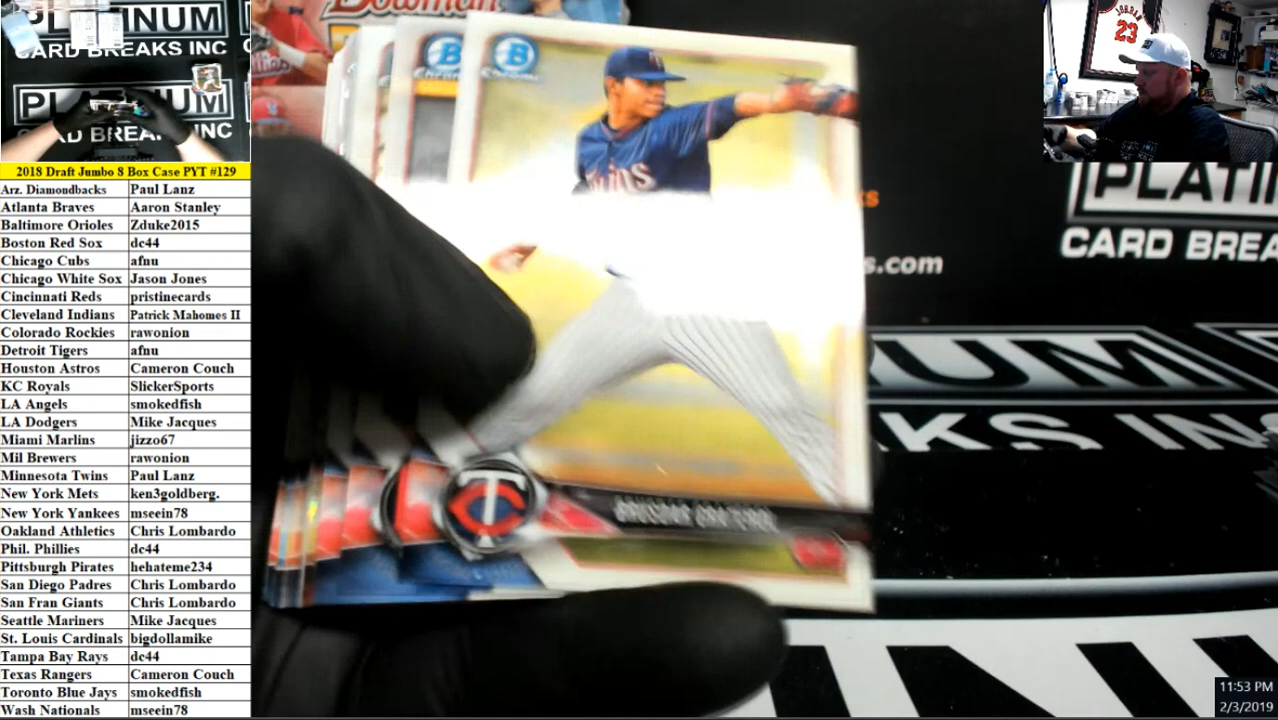 PLATINUM
CARD BREAKS INC
PLATINUM
CARD BREAKS INC
2018 Draft Jumbo 8 Box Case PYT #129
Arz. Diamondbacks Paul Lanz
Atlanta Braves Aaron Stanley
Baltimore Orioles Zduke2015
Boston Red Sox dc44
Chicago Cubs afnu
Chicago White Sox Jason Jones
Cincinnati Reds pristinecards
Cleveland Indians Patrick Mahomes II
Colorado Rockies rawonion
Detroit Tigers afnu
Houston Astros Cameron Couch
KC Royals SlickerSports
LA Angels smokedfish
LA Dodgers Mike Jacques
Miami Marlins jizzo67
Mil Brewers rawonion
Minnesota Twins Paul Lanz
New York Mets ken3goldberg.
New York Yankees mseein78
Oakland Athletics Chris Lombardo
Phil. Phillies dc44
Pittsburgh Pirates hehateme234
San Diego Padres Chris Lombardo
San Fran Giants Chris Lombardo
Seattle Mariners Mike Jacques
St. Louis Cardinals bigdollamike
Tampa Bay Rays dc44
Texas Rangers Cameron Couch
Toronto Blue Jays smokedfish
Wash Nationals mseein78
Bowman
B
Chrome
B
Chrome
Twins
TC
BRUSDAR GRATEROL
s.com
JORDAN
23
PLATI
CARD BREA
UM
KS INC
11:53 PM
2/3/2019